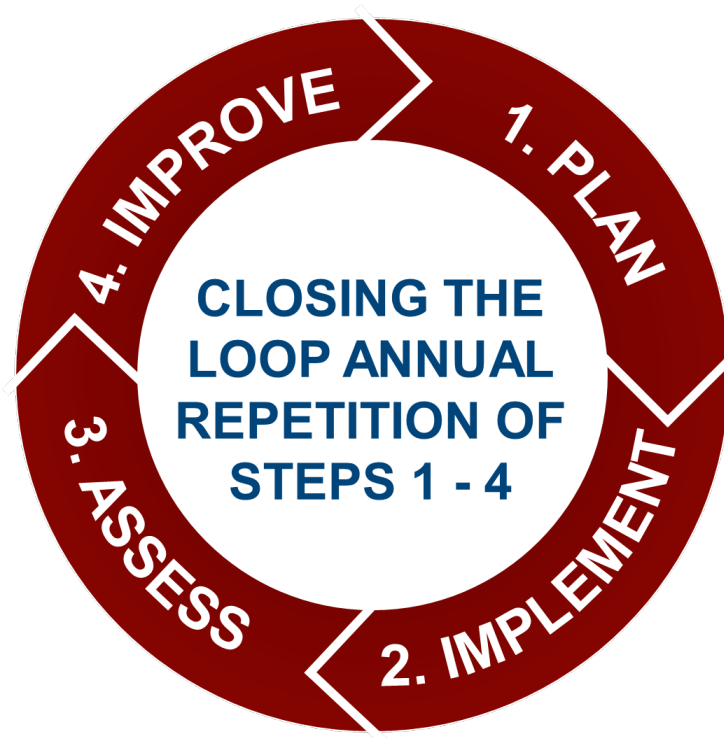 1. PLAN
2. IMPLEMENT
3. ASSESS
4. IMPROVE
CLOSING THE
LOOP ANNUAL
REPETITION OF
STEPS 1 - 4